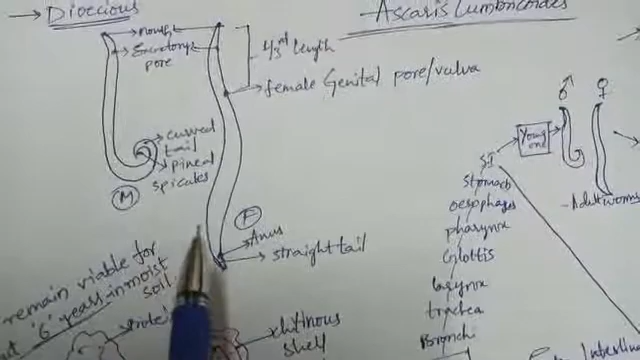 → Dioecious
- Ascaris Lumbricoides
mouth
Excretory
pore
1/3rd length
female Genital pore/vulva
curved
tail
pineal
spicules
M
F
Anus
straight tail
remain viable for
'6' years in moist
soil.
chitinous
shell
♂ ♀
Young
one
SI
stomach
oesophagus
pharynx
Glottis
larynx
trachea
Bronch
- Adult worms